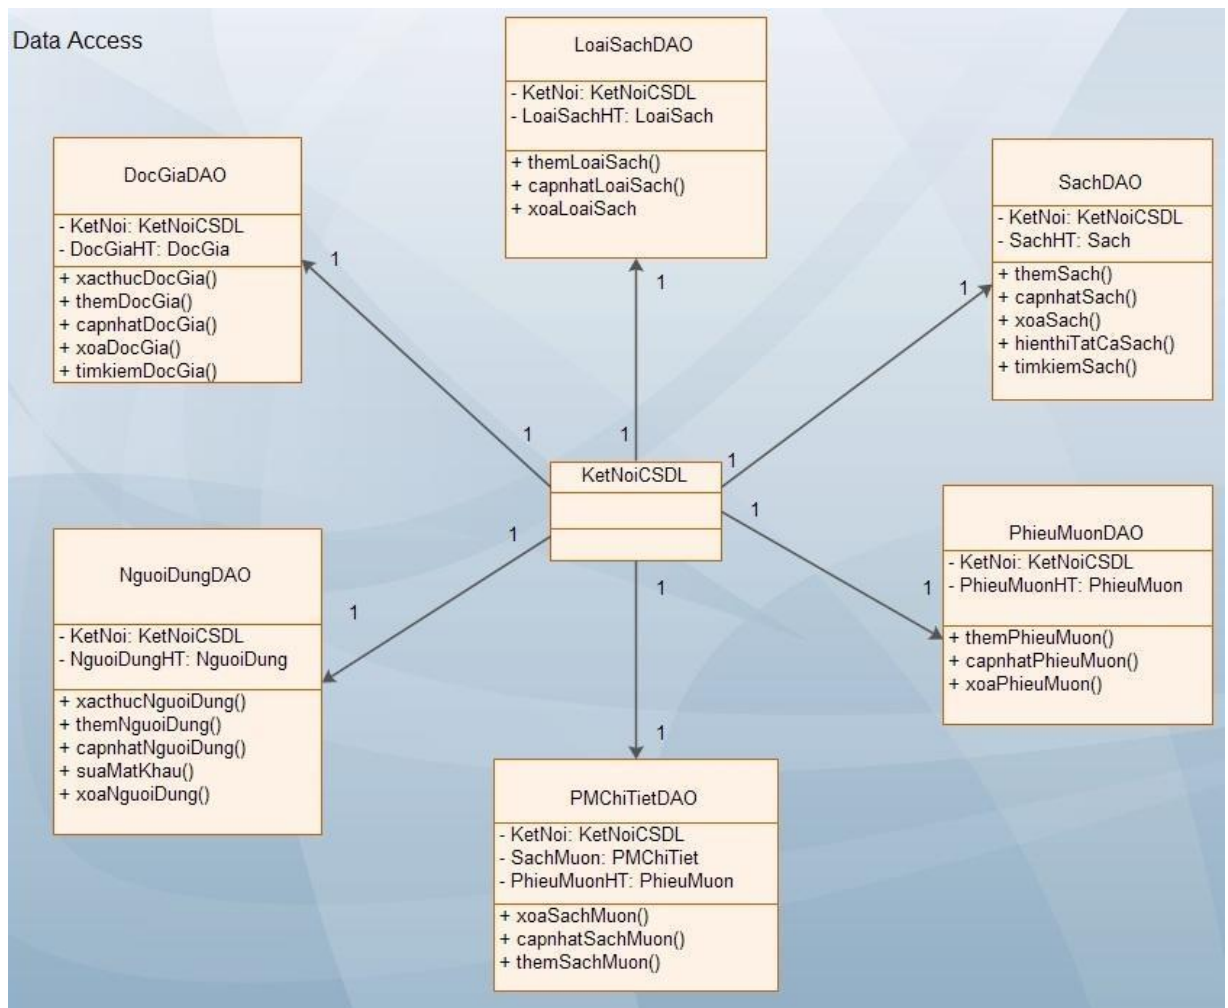 Data Access
LoaiSachDAO
- KetNoi: KetNoiCSDL
- LoaiSachHT: LoaiSach
+ themLoaiSach()
+ capnhatLoaiSach()
+ xoaLoaiSach
DocGiaDAO
- KetNoi: KetNoiCSDL
- DocGiaHT: DocGia
+ xacthucDocGia()
+ themDocGia()
+ capnhatDocGia()
+ xoaDocGia()
+ timkiemDocGia()
SachDAO
- KetNoi: KetNoiCSDL
- SachHT: Sach
+ themSach()
+ capnhatSach()
+ xoaSach()
+ hienthiTatCaSach()
+ timkiemSach()
1
1
1
1
1
1
KetNoiCSDL
1
1
1
1
1
1
NguoiDungDAO
- KetNoi: KetNoiCSDL
- NguoiDungHT: NguoiDung
+ xacthucNguoiDung()
+ themNguoiDung()
+ capnhatNguoiDung()
+ suaMatKhau()
+ xoaNguoiDung()
PhieuMuonDAO
- KetNoi: KetNoiCSDL
- PhieuMuonHT: PhieuMuon
+ themPhieuMuon()
+ capnhatPhieuMuon()
+ xoaPhieuMuon()
PMChiTietDAO
- KetNoi: KetNoiCSDL
- SachMuon: PMChiTiet
- PhieuMuonHT: PhieuMuon
+ xoaSachMuon()
+ capnhatSachMuon()
+ themSachMuon()